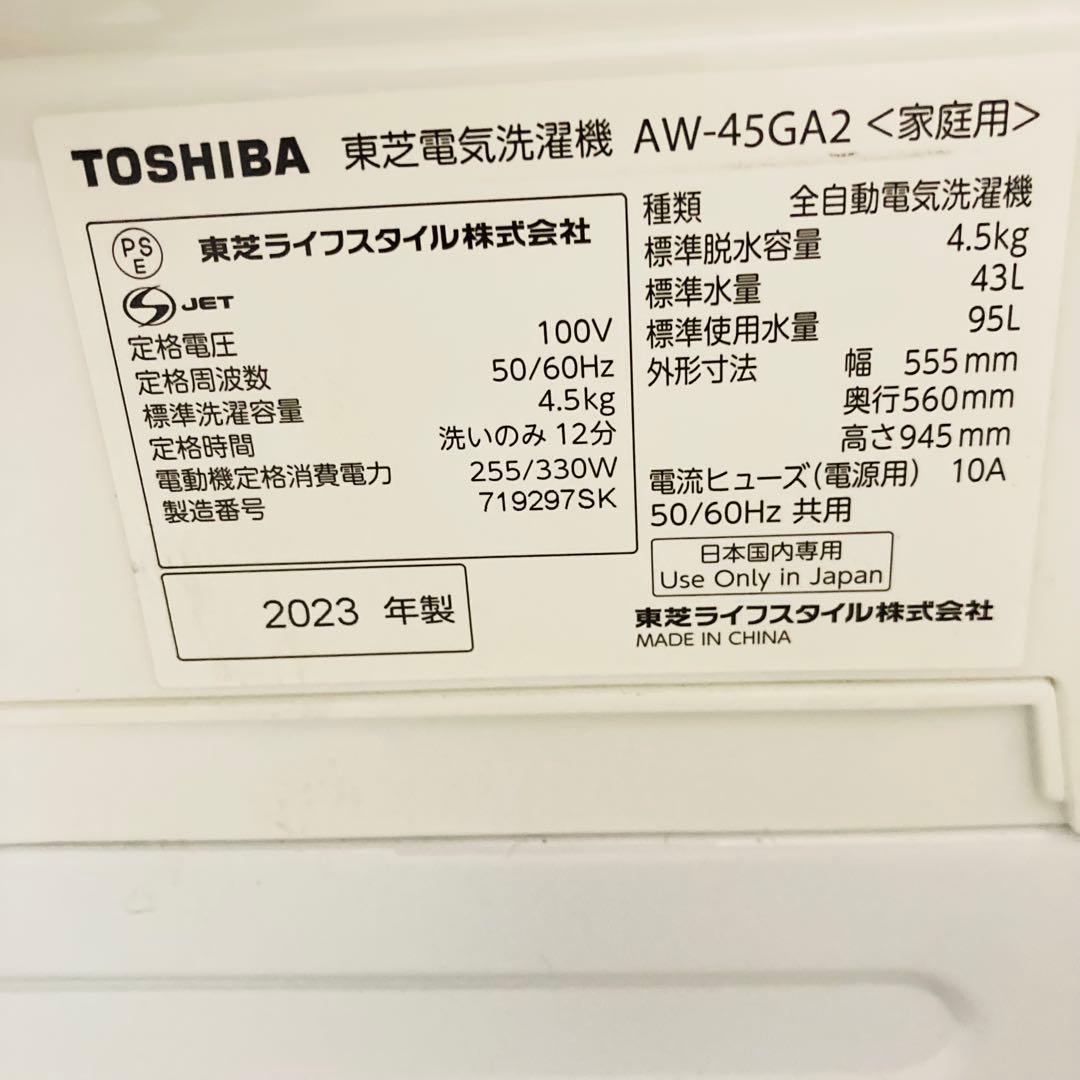 TOSHIBA 東芝電気洗濯機 AW-45GA2 <家庭用>
PSE 東芝ライフスタイル株式会社
S JET
定格電圧 100V
定格周波数 50/60Hz
標準洗濯容量 4.5kg
定格時間 洗いのみ 12分
電動機定格消費電力 255/330W
製造番号 719297SK
2023 年製
種類 全自動電気洗濯機
標準脱水容量 4.5kg
標準水量 43L
標準使用水量 95L
外形寸法 幅 555mm
奥行560mm
高さ945mm
電流ヒューズ(電源用) 10A
50/60Hz 共用
日本国内専用
Use Only in Japan
東芝ライフスタイル株式会社
MADE IN CHINA